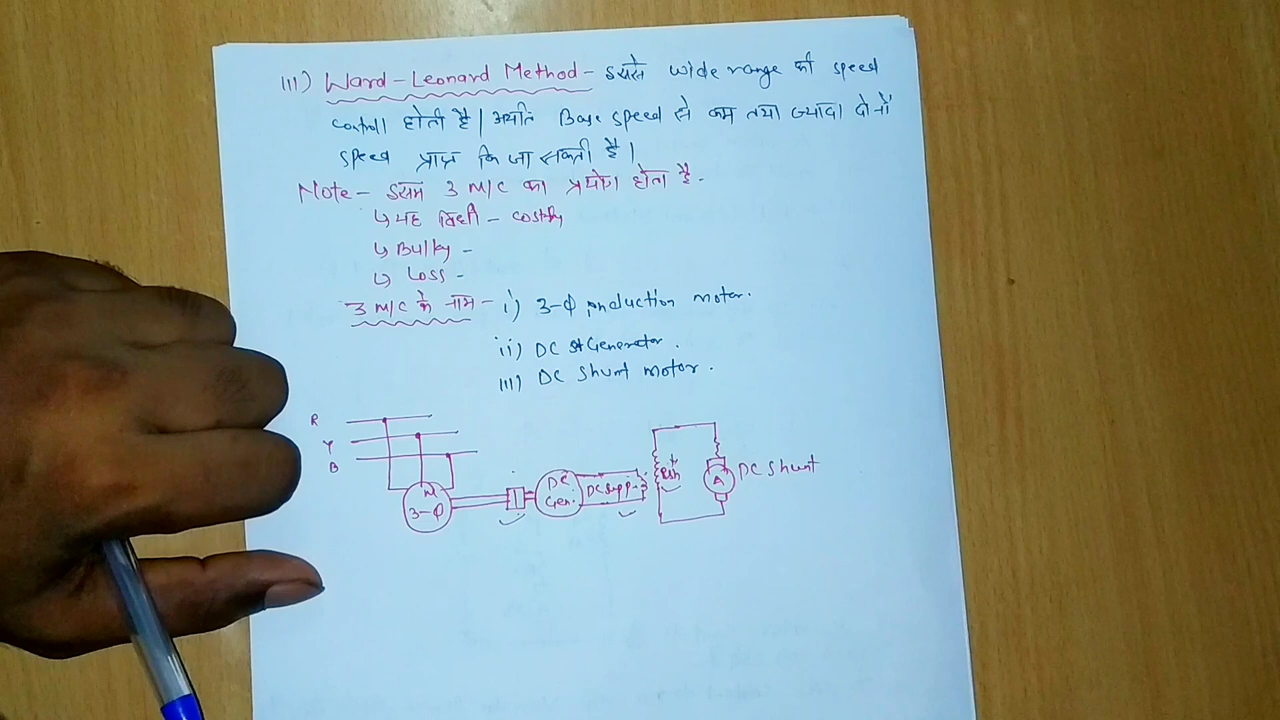 III) Ward-Leonard Method - इससे wide range की speed
control होती है | अर्थात Base speed से कम तथा ज्यादा दोनों
speed प्राप्त कि जा सकती है |
Note - इसमें 3 M/C का प्रयोग होता है.
↳ यह विधी - costly
↳ Bulky -
↳ Loss -
3 M/C के नाम - i) 3-Φ induction motor.
ii) DC Generator.
III) DC shunt motor.
R
Y
B
M
3-Φ
DC
Gen.
DC supp.
Rsh
A
DC shunt